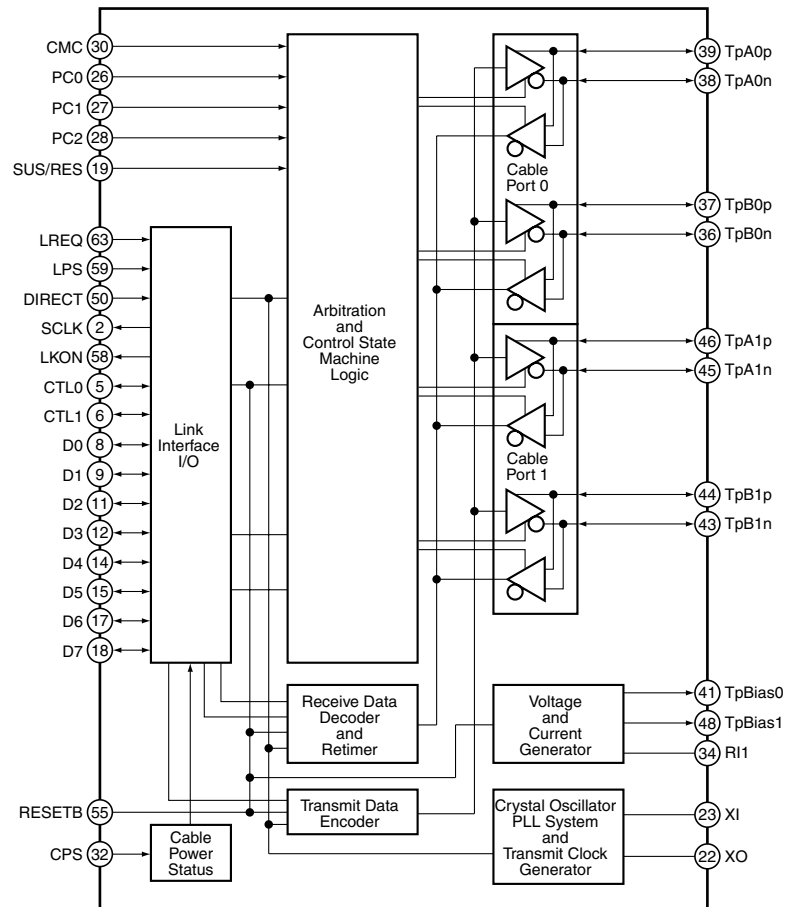 CMC 30
PC0 26
PC1 27
PC2 28
SUS/RES 19
LREQ 63
LPS 59
DIRECT 50
SCLK 2
LKON 58
CTL0 5
CTL1 6
D0 8
D1 9
D2 11
D3 12
D4 14
D5 15
D6 17
D7 18
RESETB 55
CPS 32
Link
Interface
I/O
Cable
Power
Status
Arbitration
and
Control State
Machine
Logic
Receive Data
Decoder
and
Retimer
Transmit Data
Encoder
Cable
Port 0
Cable
Port 1
Voltage
and
Current
Generator
Crystal Oscillator
PLL System
and
Transmit Clock
Generator
39 TpA0p
38 TpA0n
37 TpB0p
36 TpB0n
46 TpA1p
45 TpA1n
44 TpB1p
43 TpB1n
41 TpBias0
48 TpBias1
34 RI1
23 XI
22 XO